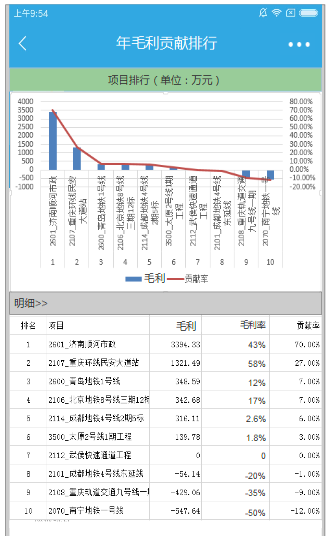 上午9:54
年毛利贡献排行
项目排行（单位：万元）
4000 80.00%
3500 70.00%
3000 60.00%
2500 50.00%
2000 40.00%
1500 30.00%
1000 20.00%
500 10.00%
0 0.00%
-500 -10.00%
-1000 -20.00%
2601_济南顺河市政
2107_重庆环线民安大道站
2600_青岛地铁1号线
2106_北京地铁8号线三期12标
2114_成都地铁4号线2期5标
3500_太原2号线1期工程
2112_武侯快速通道工程
2101_成都地铁4号线东延线
2108_重庆轨道交通九号线一期
2070_南宁地铁一号线
1 2 3 4 5 6 7 8 9 10
毛利 贡献率
明细>>
排名 项目 毛利 毛利率 贡献率
1 2601_济南顺河市政 3394.33 43% 70.00%
2 2107_重庆环线民安大道站 1321.49 58% 27.00%
3 2600_青岛地铁1号线 348.59 12% 7.00%
4 2106_北京地铁8号线三期12标 342.68 17% 7.00%
5 2114_成都地铁4号线2期5标 316.11 2.6% 6.00%
6 3500_太原2号线1期工程 139.78 1.8% 3.00%
7 2112_武侯快速通道工程 0 0 0.00%
8 2101_成都地铁4号线东延线 -54.14 -20% -1.00%
9 2108_重庆轨道交通九号线一 -429.06 -35% -9.00%
10 2070_南宁地铁一号线 -547.64 -50% -12.00%